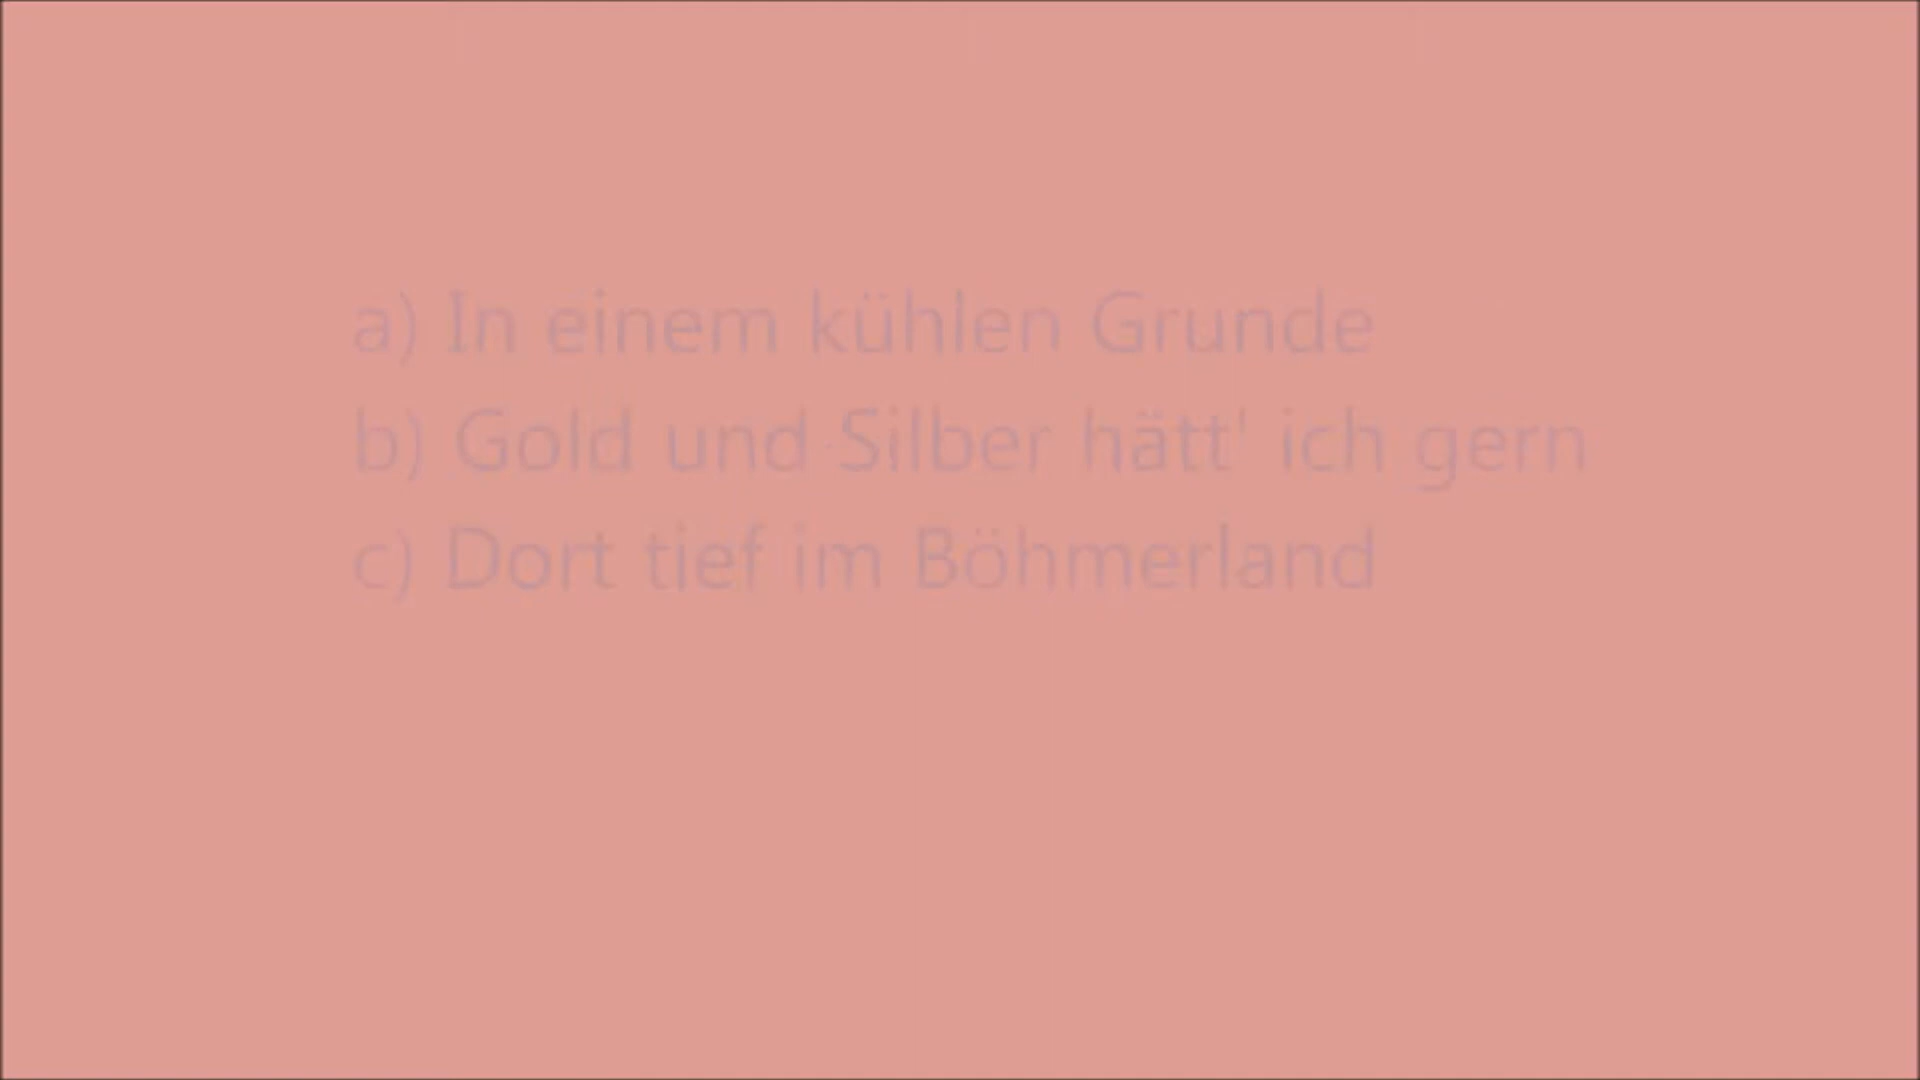 a) In einem kühlen Grunde
b) Gold und Silber hätt' ich gern
c) Dort tief im Böhmerland